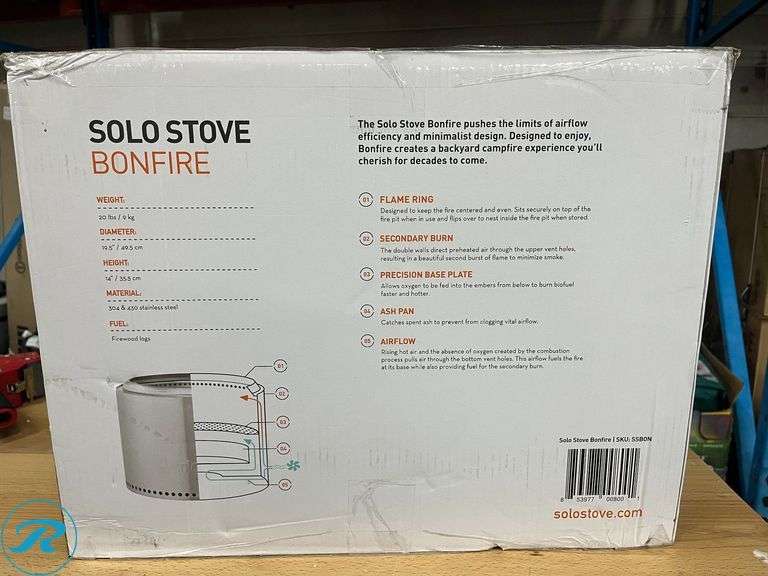 SOLO STOVE
BONFIRE
WEIGHT:
20 lbs / 9 kg
DIAMETER:
19.5" / 49.5 cm
HEIGHT:
14" / 35.5 cm
MATERIAL:
304 & 430 stainless steel
FUEL:
Firewood logs
The Solo Stove Bonfire pushes the limits of airflow
efficiency and minimalist design. Designed to enjoy,
Bonfire creates a backyard campfire experience you'll
cherish for decades to come.
01 FLAME RING
Designed to keep the fire centered and even. Sits securely on top of the
fire pit when in use and flips over to nest inside the fire pit when stored.
02 SECONDARY BURN
The double walls direct preheated air through the upper vent holes,
resulting in a beautiful second burst of flame to minimize smoke.
03 PRECISION BASE PLATE
Allows oxygen to be fed into the embers from below to burn biofuel
faster and hotter.
04 ASH PAN
Catches spent ash to prevent from clogging vital airflow.
05 AIRFLOW
Rising hot air and the absence of oxygen created by the combustion
process pulls air through the bottom vent holes. This airflow fuels the fire
at its base while also providing fuel for the secondary burn.
01
02
03
04
05
Solo Stove Bonfire | SKU: SSBON
8 53977 00800 1
solostove.com
R